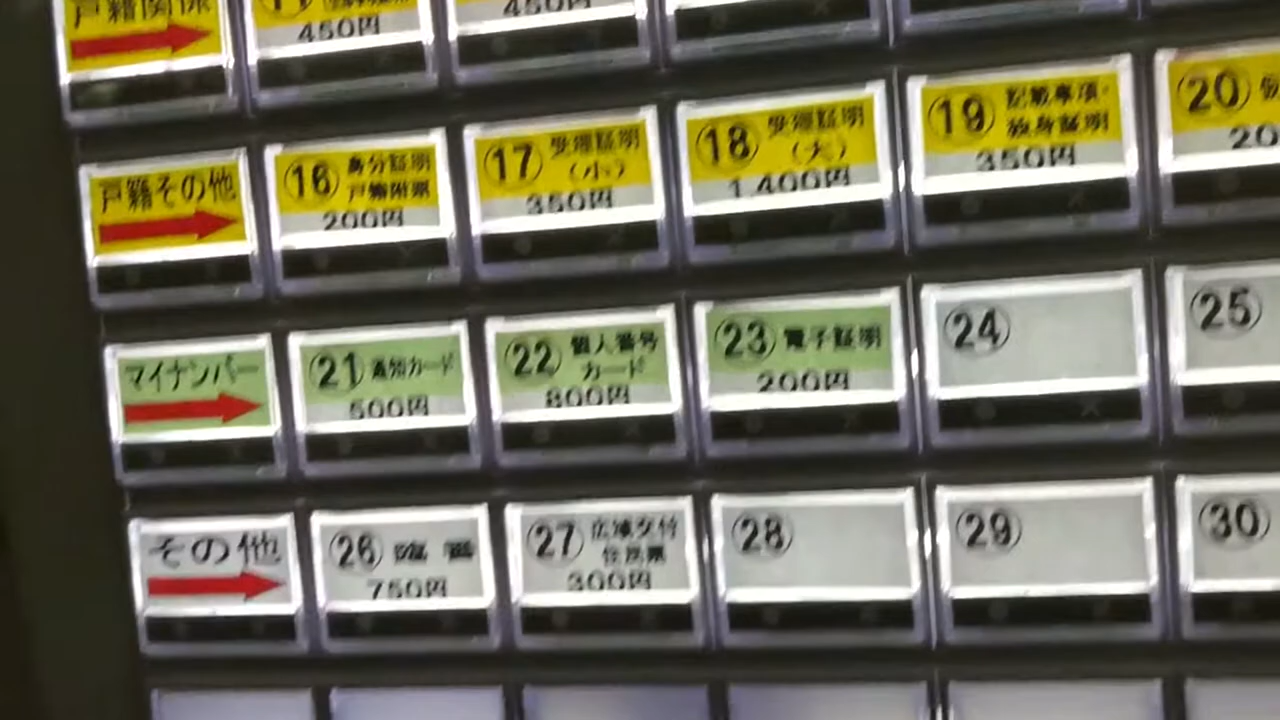 戸籍関係
450円
450円
戸籍その他
16 身分証明
戸籍附票
200円
17 受理証明
(小)
350円
18 受理証明
(大)
1,400円
19 記載事項・
独身証明
350円
20
20
マイナンバー
21 通知カード
500円
22 個人番号
カード
800円
23 電子証明
200円
24
25
その他
26 臨 番
750円
27 広域交付
住民票
300円
28
29
30